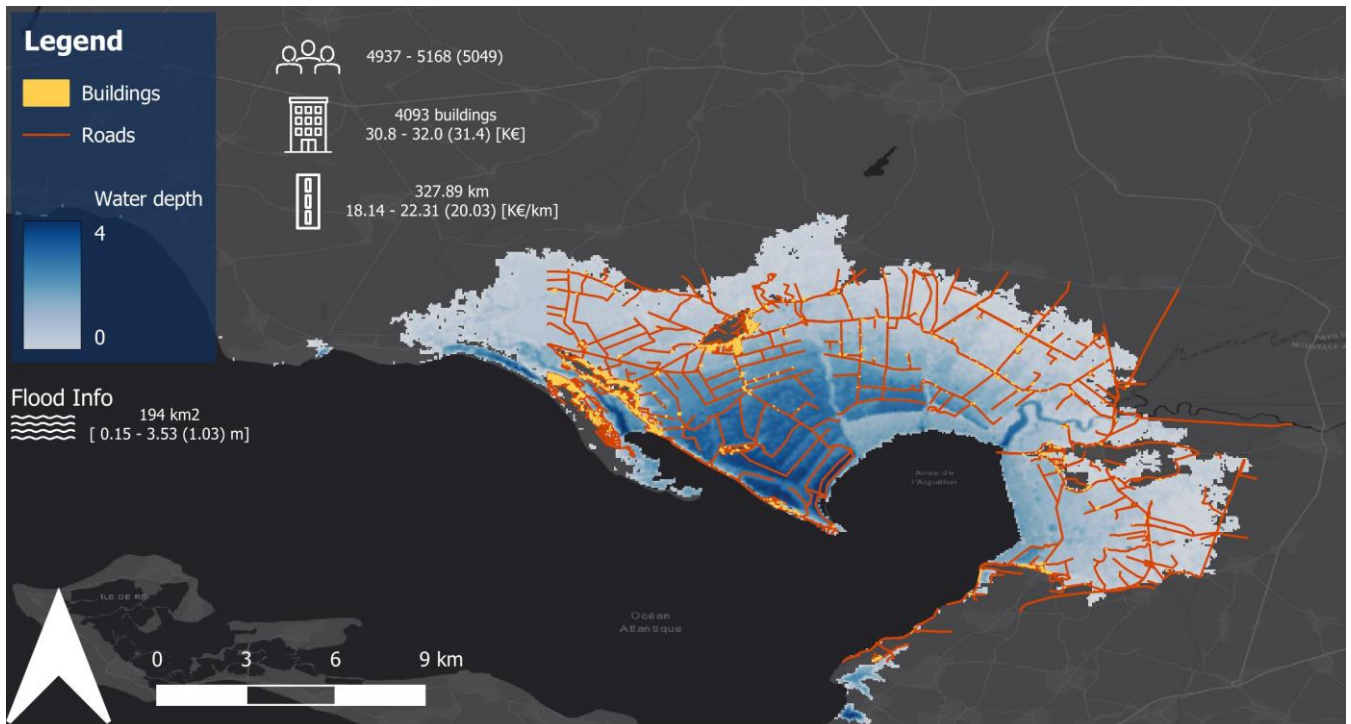 Legend
Buildings
Roads
Water depth
4
0
4937 - 5168 (5049)
4093 buildings
30.8 - 32.0 (31.4) [K€]
327.89 km
18.14 - 22.31 (20.03) [K€/km]
Flood Info
194 km2
[ 0.15 - 3.53 (1.03) m]
Anse de
l'Aiguillon
ILE DE RE
Océan
Atlantique
0 3 6 9 km